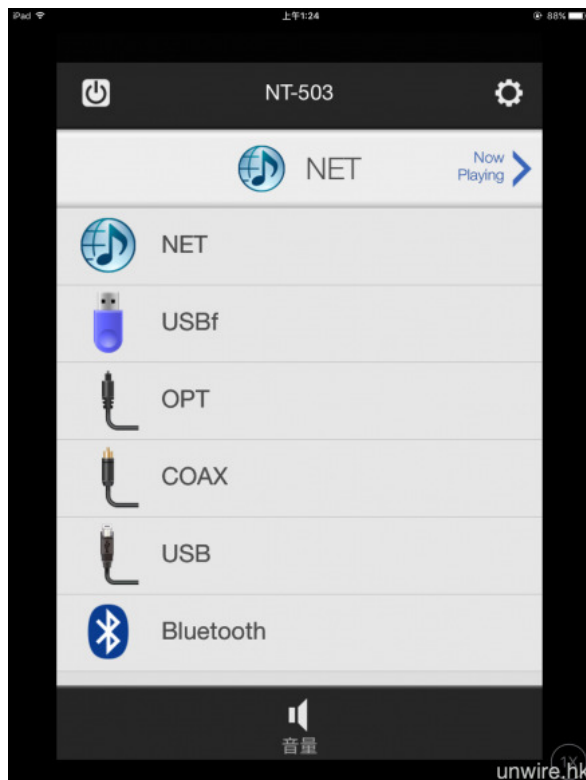 iPad
上午1:24
88%
NT-503
NET
Now
Playing
NET
USBf
OPT
COAX
USB
Bluetooth
音量
1X
unwire.hk